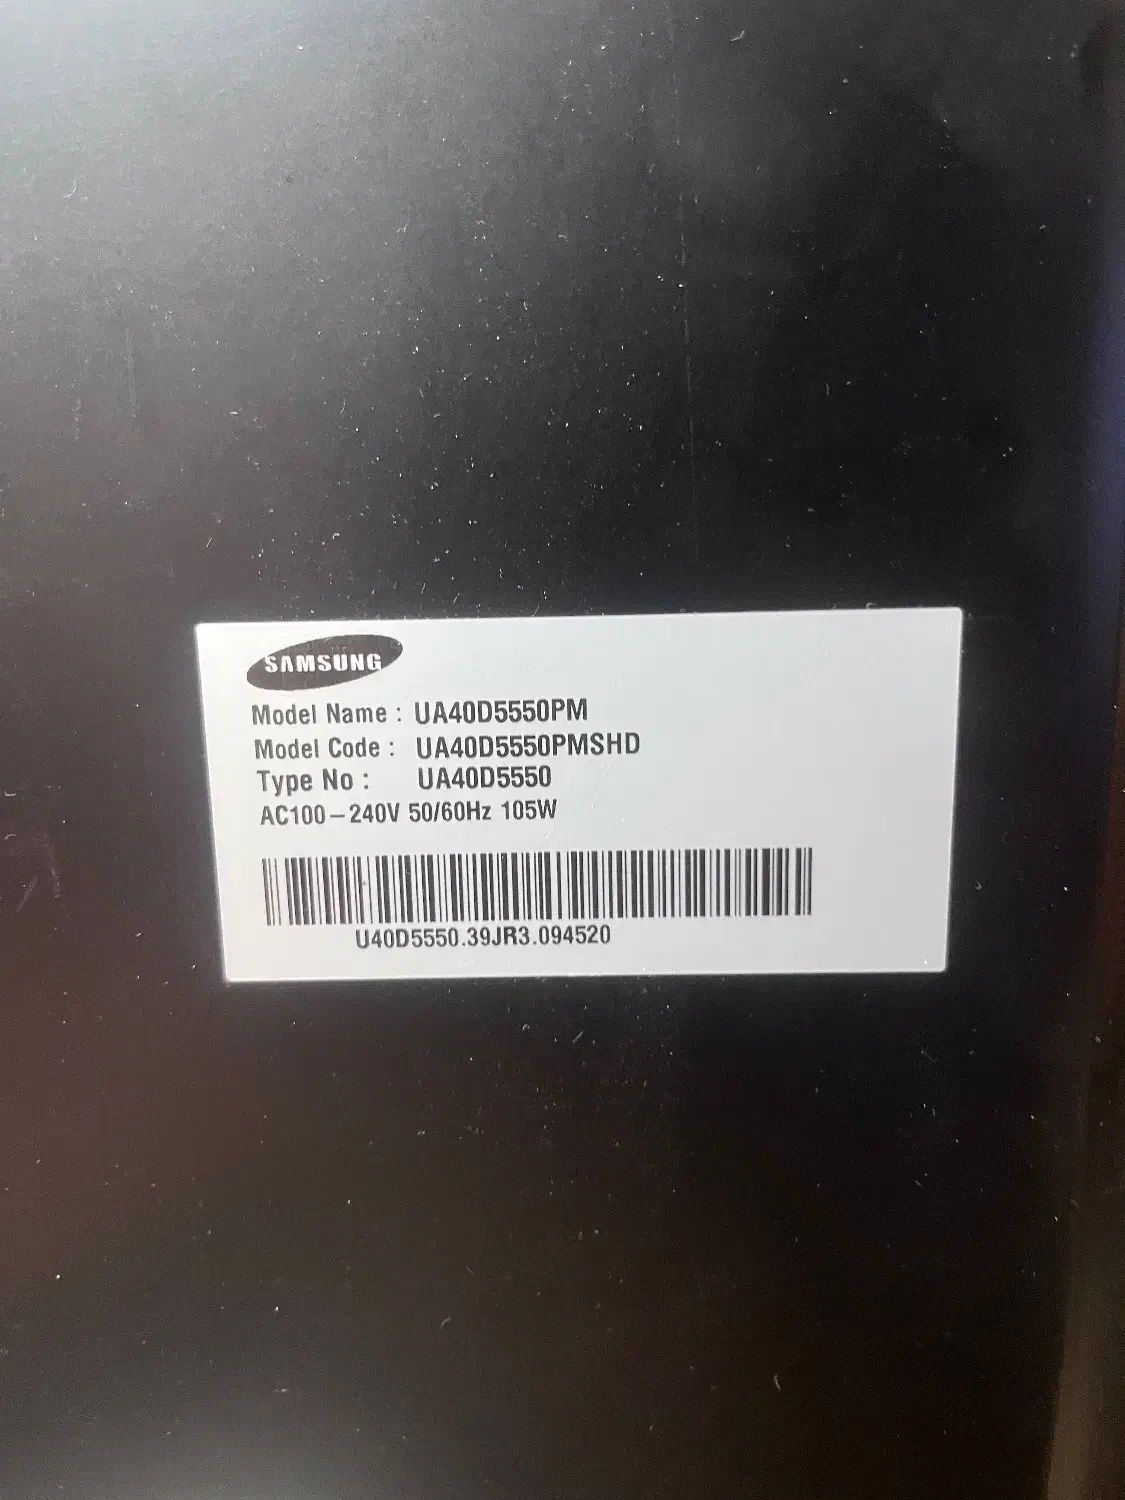 SAMSUNG
Model Name : UA40D5550PM
Model Code : UA40D5550PMSHD
Type No : UA40D5550
AC100-240V 50/60Hz 105W
U40D5550.39JR3.094520